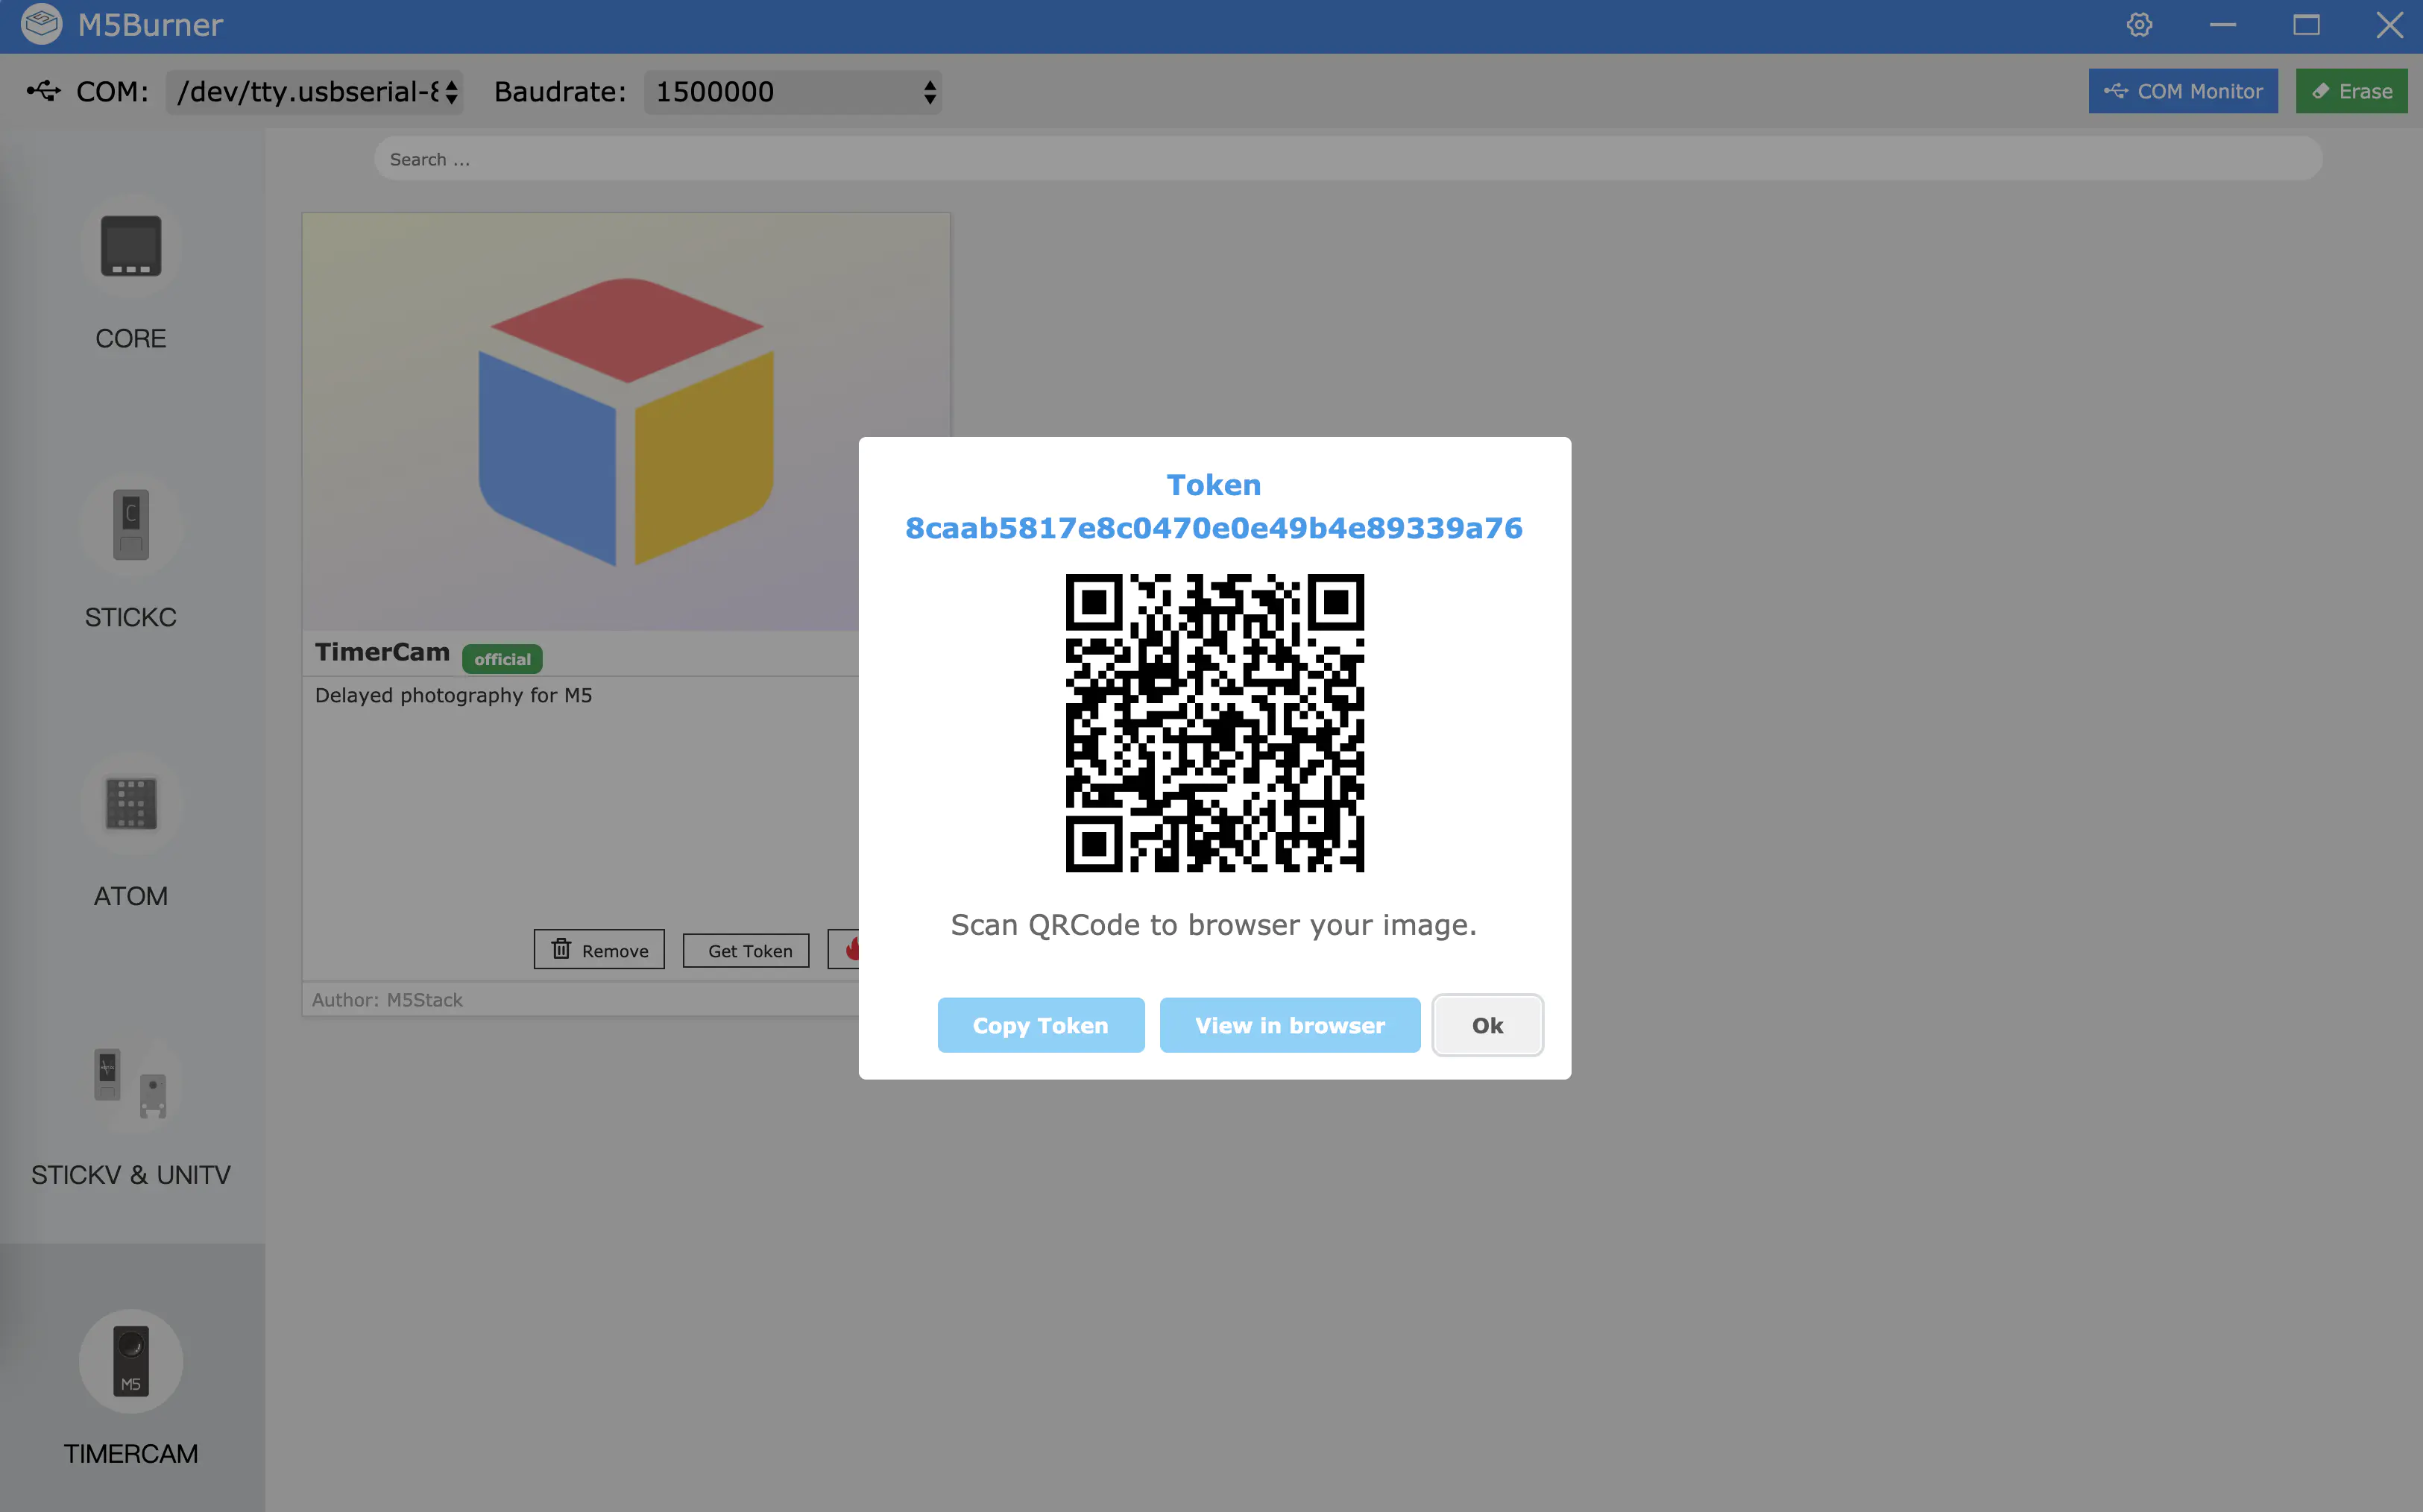 M5Burner
COM: /dev/tty.usbserial- Baudrate: 1500000 COM Monitor Erase
Search ...
CORE
STICKC
ATOM
STICKV & UNITV
M5
TIMERCAM
TimerCam official
Delayed photography for M5
Remove Get Token
Author: M5Stack
Token
8caab5817e8c0470e0e49b4e89339a76
Scan QRCode to browser your image.
Copy Token View in browser Ok